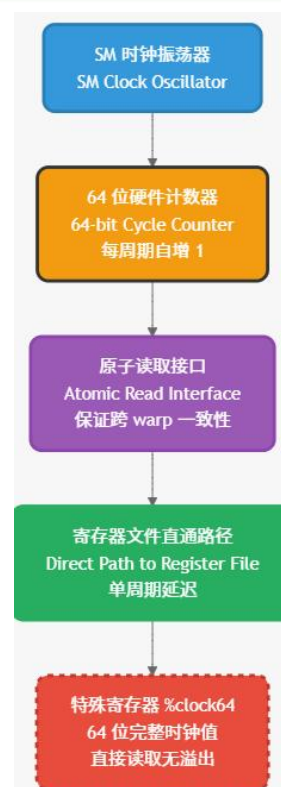 SM 时钟振荡器
SM Clock Oscillator
64 位硬件计数器
64-bit Cycle Counter
每周期自增 1
原子读取接口
Atomic Read Interface
保证跨 warp 一致性
寄存器文件直通路径
Direct Path to Register File
单周期延迟
特殊寄存器 %clock64
64 位完整时钟值
直接读取无溢出